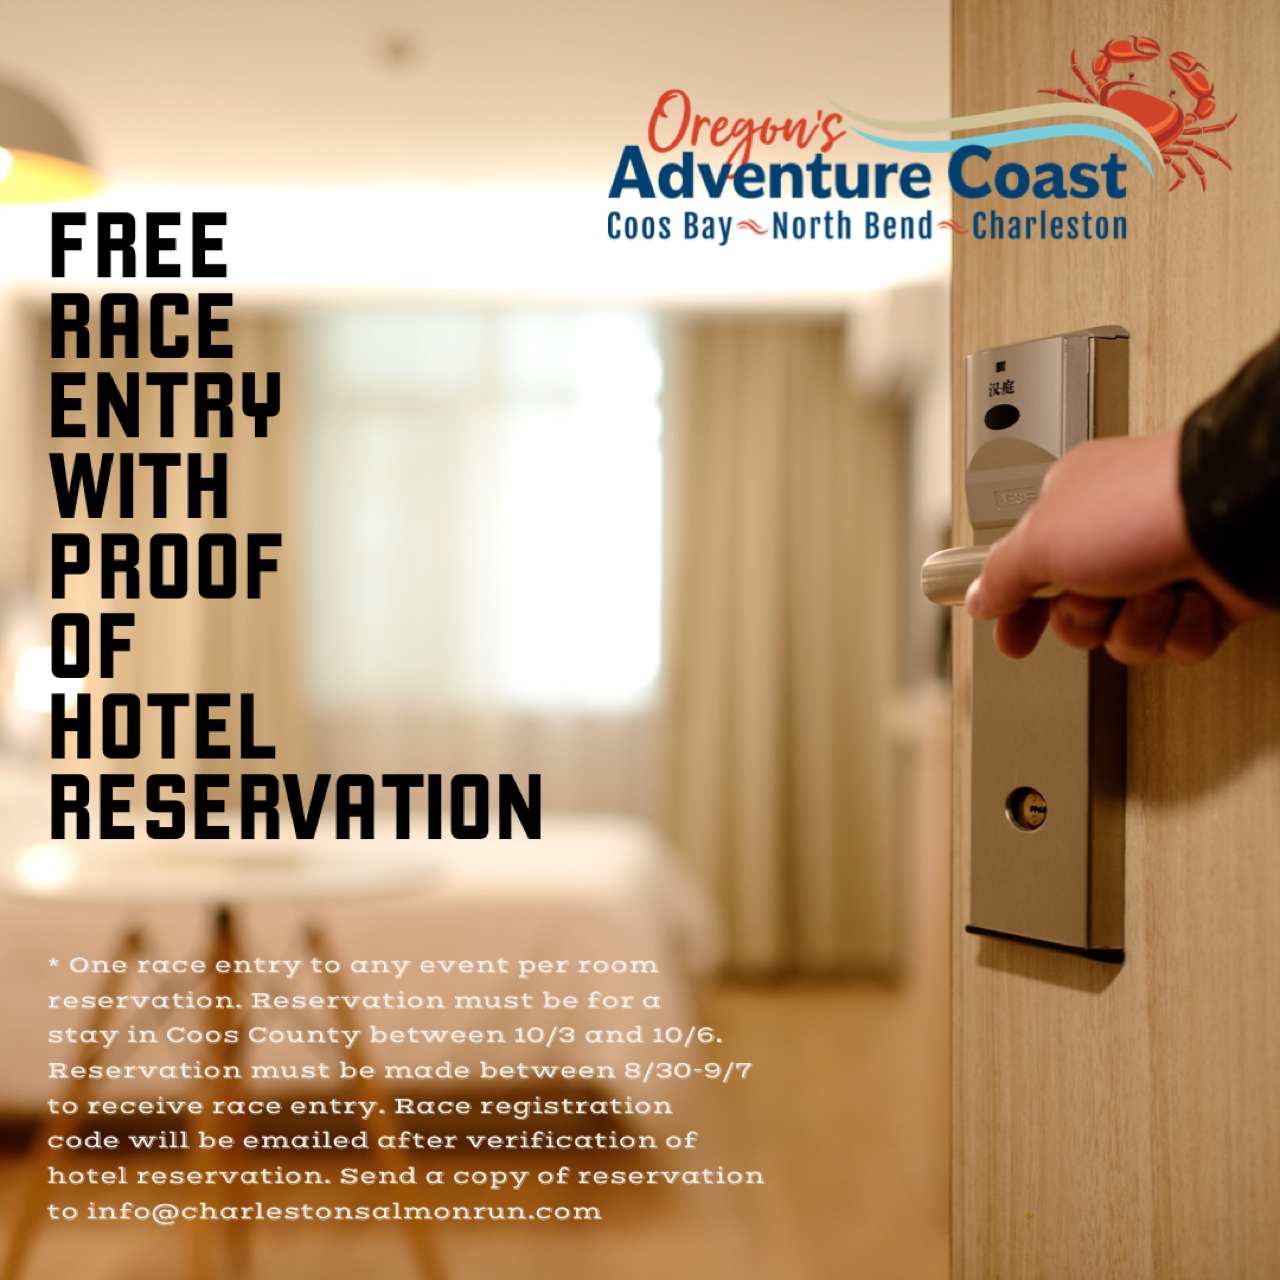 Oregon's
Adventure Coast
Coos Bay ~ North Bend ~ Charleston
FREE
RACE
ENTRY
WITH
PROOF
OF
HOTEL
RESERVATION
汉庭
* One race entry to any event per room
reservation. Reservation must be for a
stay in Coos County between 10/3 and 10/6.
Reservation must be made between 8/30-9/7
to receive race entry. Race registration
code will be emailed after verification of
hotel reservation. Send a copy of reservation
to info@charlestonsalmonrun.com